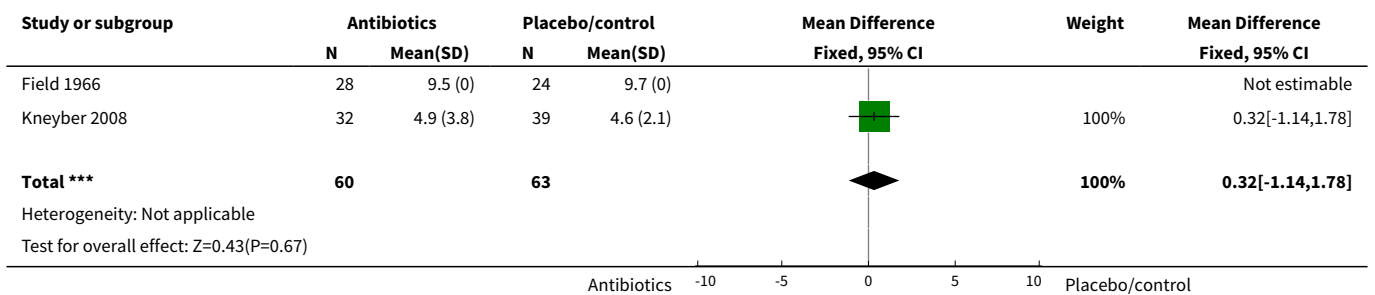 Study or subgroup Antibiotics Placebo/control Mean Difference Weight Mean Difference
N Mean(SD) N Mean(SD) Fixed, 95% CI Fixed, 95% CI
Field 1966 28 9.5 (0) 24 9.7 (0) Not estimable
Kneyber 2008 32 4.9 (3.8) 39 4.6 (2.1) 100% 0.32[-1.14,1.78]
Total *** 60 63 100% 0.32[-1.14,1.78]
Heterogeneity: Not applicable
Test for overall effect: Z=0.43(P=0.67)
Antibiotics -10 -5 0 5 10 Placebo/control